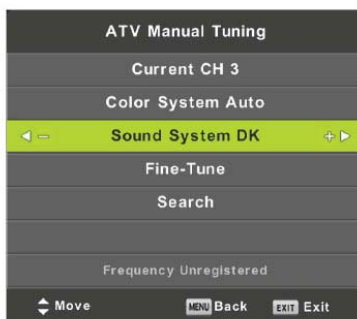 ATV Manual Tuning
Current CH 3
Color System Auto
Sound System DK
Fine-Tune
Search
Frequency Unregistered
Move MENU Back EXIT Exit